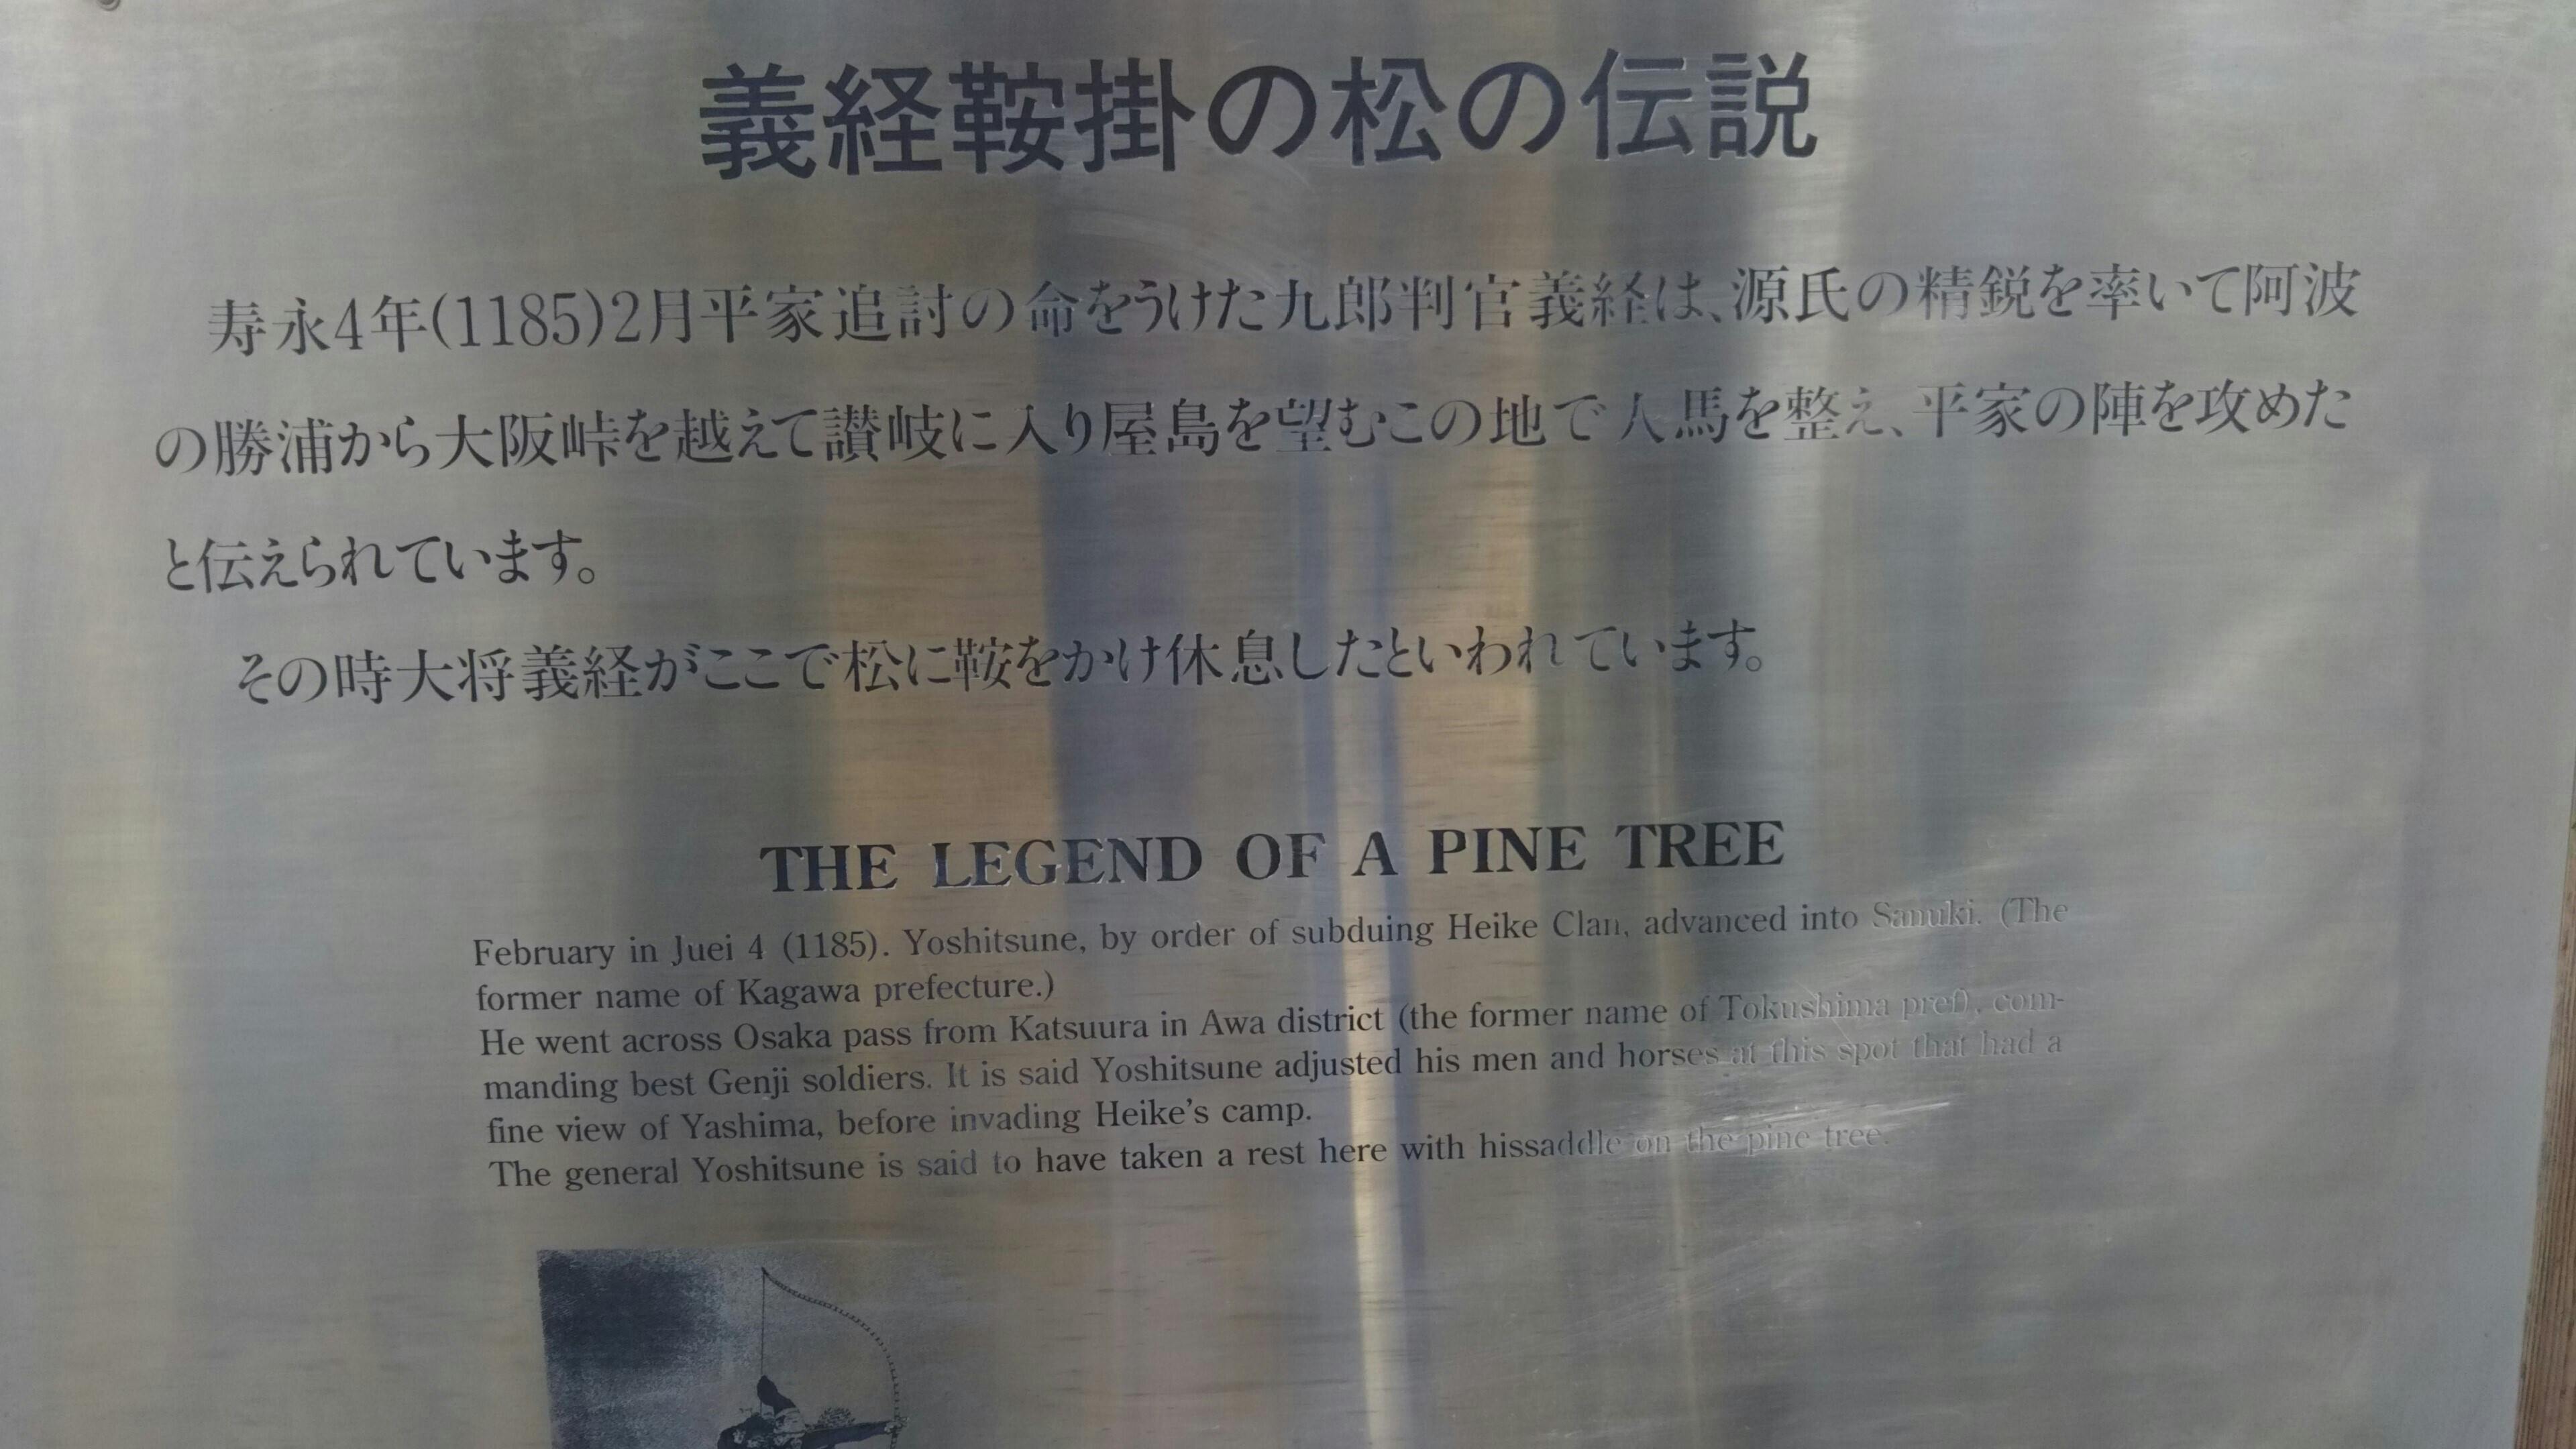 義経鞍掛の松の伝説
寿永4年(1185)2月平家追討の命をうけた九郎判官義経は、源氏の精鋭を率いて阿波
の勝浦から大阪峠を越えて讃岐に入り屋島を望むこの地で人馬を整え、平家の陣を攻めた
と伝えられています。
その時大将義経がここで松に鞍をかけ休息したといわれています。
THE LEGEND OF A PINE TREE
February in Juei 4 (1185). Yoshitsune, by order of subduing Heike Clan, advanced into Sanuki. (The
former name of Kagawa prefecture.)
He went across Osaka pass from Katsuura in Awa district (the former name of Tokushima pref), com-
manding best Genji soldiers. It is said Yoshitsune adjusted his men and horses at this spot that had a
fine view of Yashima, before invading Heike's camp.
The general Yoshitsune is said to have taken a rest here with hissaddle on the pine tree.